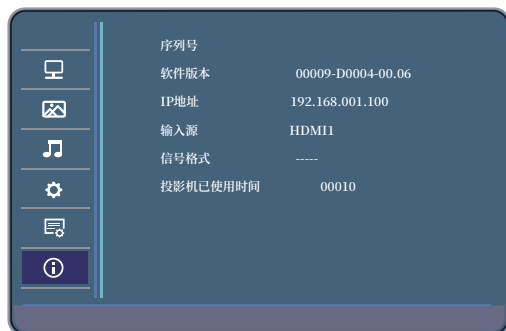 序列号
软件版本 00009-D0004-00.06
IP地址 192.168.001.100
输入源 HDMI1
信号格式 -----
投影机已使用时间 00010